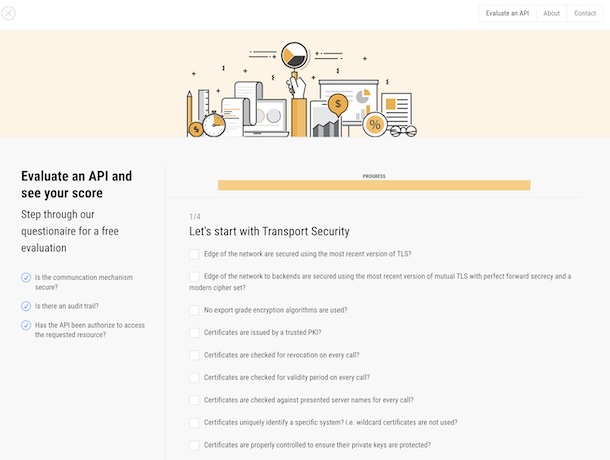 Evaluate an API
About
Contact
$
$
%
Evaluate an API and
see your score
Step through our
questionaire for a free
evaluation
Is the communcation mechanism
secure?
Is there an audit trail?
Has the API been authorize to access
the requested resource?
PROGRESS
1/4
Let's start with Transport Security
Edge of the network are secured using the most recent version of TLS?
Edge of the network to backends are secured using the most recent version of mutual TLS with perfect forward secrecy and a
modern cipher set?
No export grade encryption algorithms are used?
Certificates are issued by a trusted PKI?
Certificates are checked for revocation on every call?
Certificates are checked for validity period on every call?
Certificates are checked against presented server names for every call?
Certificates uniquely identify a specific system? i.e. wildcard certificates are not used?
Certificates are properly controlled to ensure their private keys are protected?